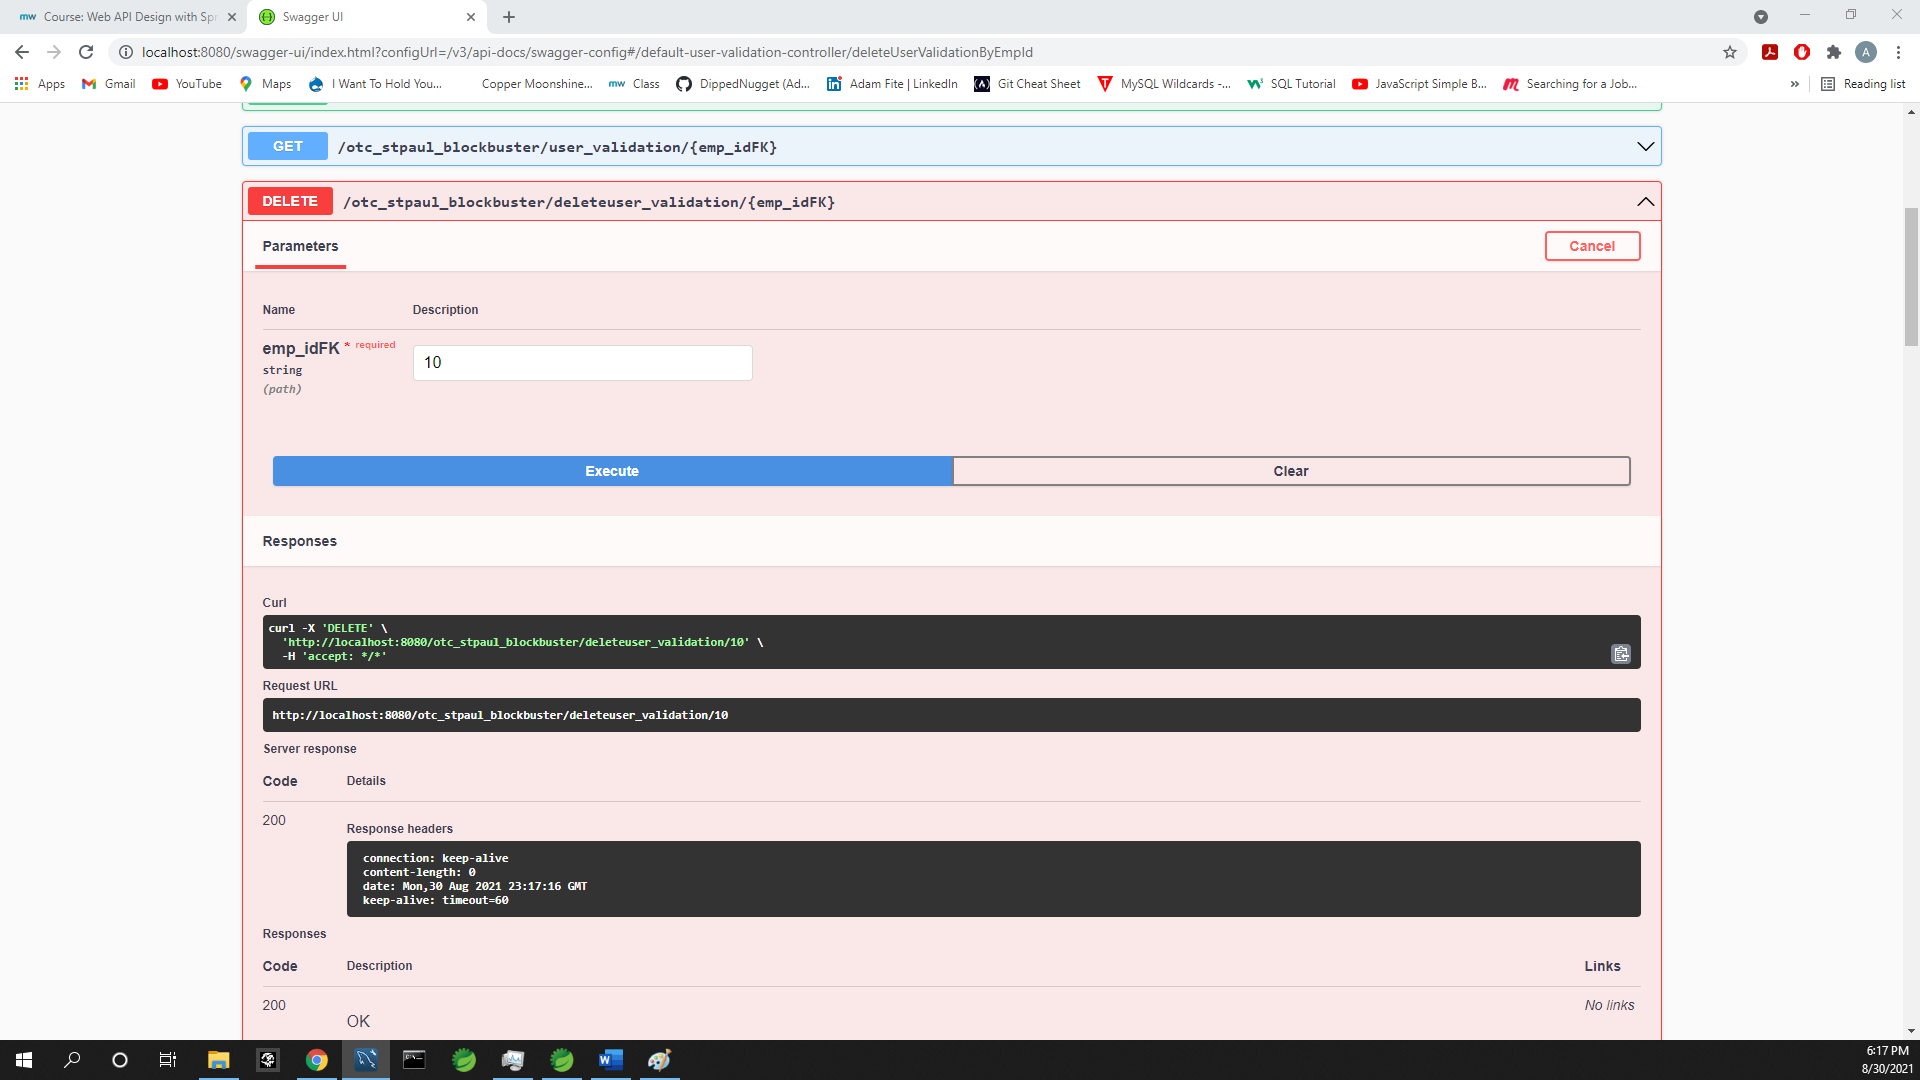 Course: Web API Design with Spr
Swagger UI
localhost:8080/swagger-ui/index.html?configUrl=/v3/api-docs/swagger-config#/default-user-validation-controller/deleteUserValidationByEmpId
A
Apps
Gmail
YouTube
Maps
I Want To Hold You...
Copper Moonshine...
mw Class
DippedNugget (Ad...
Adam Fite | LinkedIn
Git Cheat Sheet
MySQL Wildcards -...
SQL Tutorial
JavaScript Simple B...
Searching for a Job...
»
Reading list
GET /otc_stpaul_blockbuster/user_validation/{emp_idFK}
DELETE /otc_stpaul_blockbuster/deleteuser_validation/{emp_idFK}
Parameters
Cancel
Name Description
emp_idFK * required
string
(path)
10
Execute
Clear
Responses
Curl
curl -X 'DELETE' \
'http://localhost:8080/otc_stpaul_blockbuster/deleteuser_validation/10' \
-H 'accept: */*'
Request URL
http://localhost:8080/otc_stpaul_blockbuster/deleteuser_validation/10
Server response
Code Details
200
Response headers
connection: keep-alive
content-length: 0
date: Mon,30 Aug 2021 23:17:16 GMT
keep-alive: timeout=60
Responses
Code Description Links
200
OK
No links
6:17 PM
8/30/2021